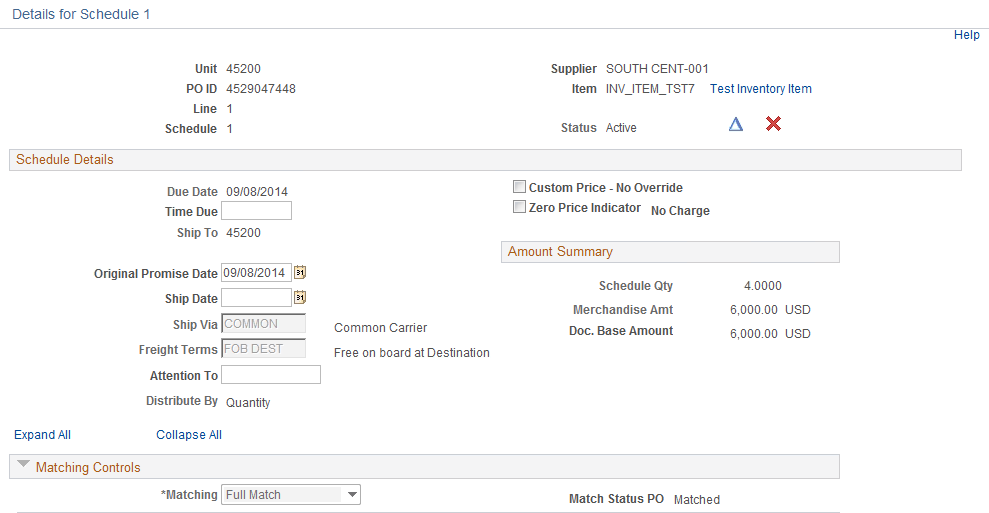 Details for Schedule 1
Help
Unit 45200
Supplier SOUTH CENT-001
PO ID 4529047448
Item INV_ITEM_TST7 Test Inventory Item
Line 1
Schedule 1
Status Active
Schedule Details
Due Date 09/08/2014
Custom Price - No Override
Time Due
Zero Price Indicator No Charge
Ship To 45200
Amount Summary
Original Promise Date 09/08/2014 31
Schedule Qty 4.0000
Ship Date 31
Merchandise Amt 6,000.00 USD
Ship Via COMMON Common Carrier
Doc. Base Amount 6,000.00 USD
Freight Terms FOB DEST Free on board at Destination
Attention To
Distribute By Quantity
Expand All Collapse All
Matching Controls
*Matching Full Match
Match Status PO Matched